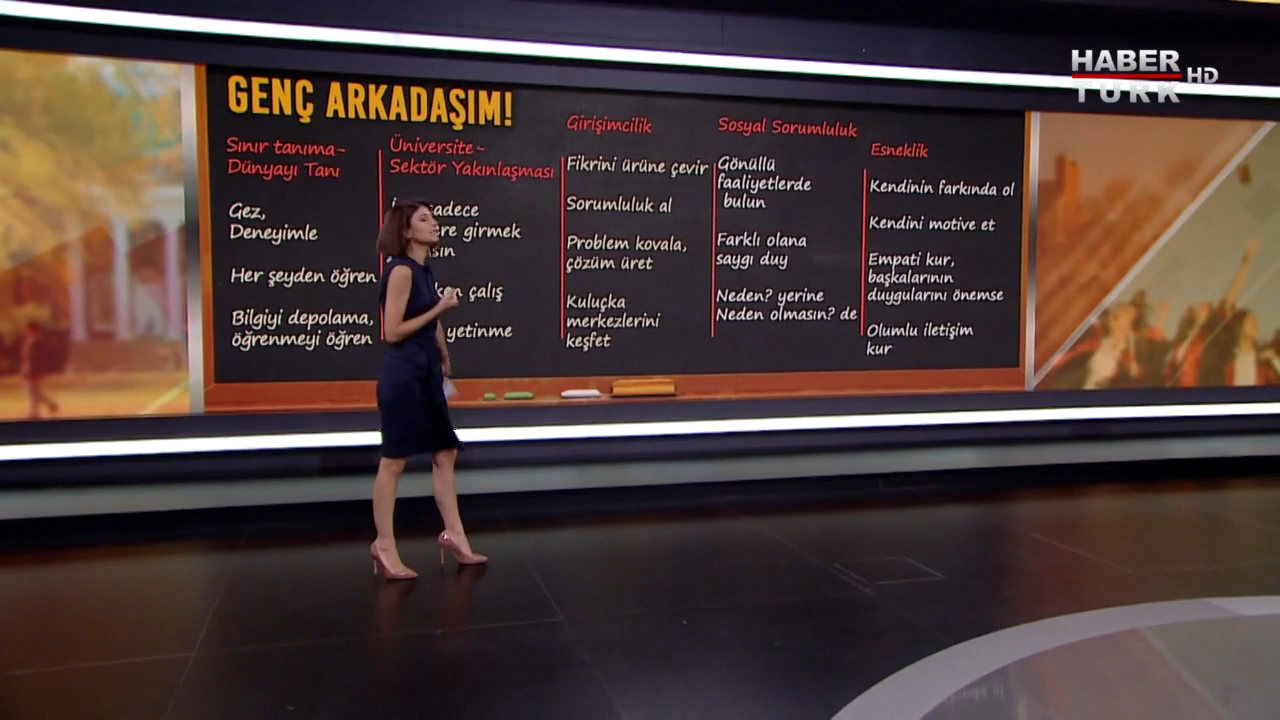 GENÇ ARKADAŞIM!
Sınır tanıma-
Dünyayı Tanı
Gez,
Deneyimle
Her şeyden öğren
Bilgiyi depolama,
öğrenmeyi öğren
Üniversite-
Sektör Yakınlaşması
girmek
çalış
yetinme
Girişimcilik
Fikrini ürüne çevir
Sorumluluk al
Problem kovala,
çözüm üret
Kuluçka
merkezlerini
keşfet
Sosyal Sorumluluk
Gönüllü
faaliyetlerde
bulun
Farklı olana
saygı duy
Neden? yerine
Neden olmasın? de
Esneklik
Kendinin farkında ol
Kendini motive et
Empati kur,
başkalarının
duygularını önemse
Olumlu iletişim
kur
HABER
TURK HD